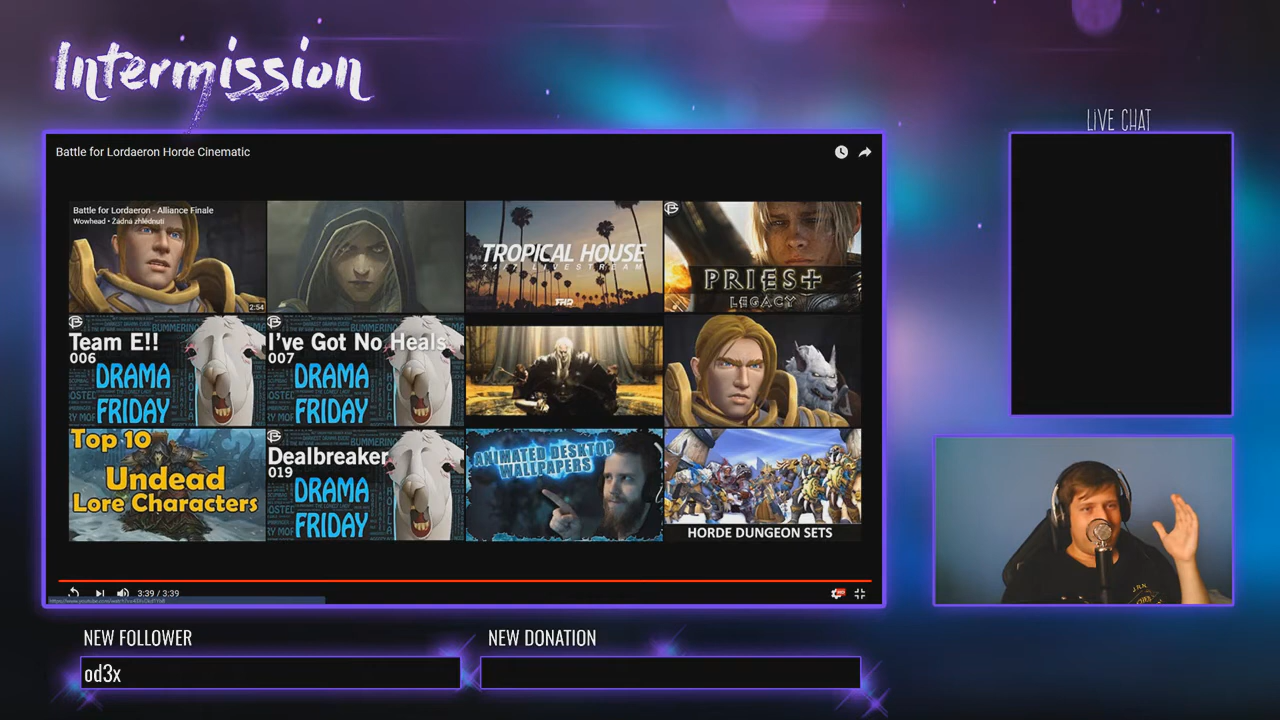 Intermission
LIVE CHAT
Battle for Lordaeron Horde Cinematic
Battle for Lordaeron - Alliance Finale
Wowhead • Žádná zhlédnutí
2:54
TROPICAL HOUSE
24/7 LIVESTREAM
PRIEST
LEGACY
Team E!!
006
DRAMA
FRIDAY
I've Got No Heals
007
DRAMA
FRIDAY
Top 10
Undead
Lore Characters
Dealbreaker
019
DRAMA
FRIDAY
ANIMATED DESKTOP
WALLPAPERS
HORDE DUNGEON SETS
3:39 / 3:39
NEW FOLLOWER
od3x
NEW DONATION